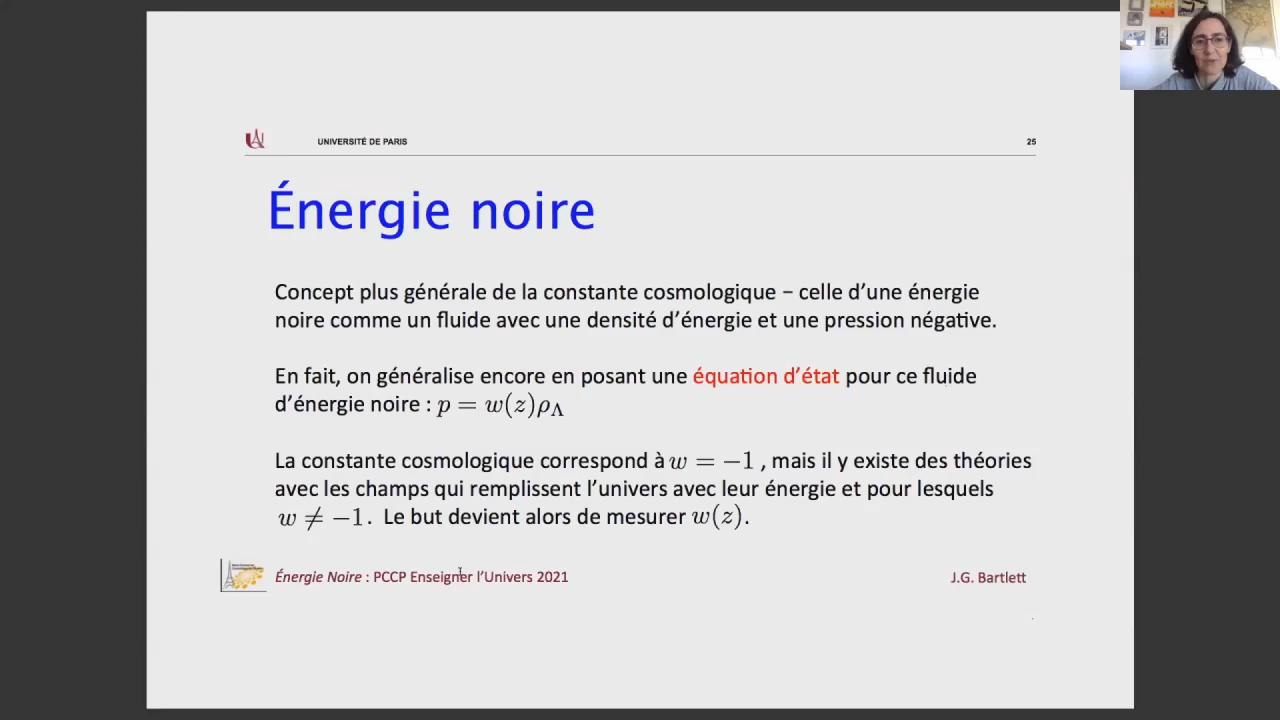 UNIVERSITÉ DE PARIS
25
Énergie noire
Concept plus générale de la constante cosmologique – celle d’une énergie
noire comme un fluide avec une densité d’énergie et une pression négative.
En fait, on généralise encore en posant une équation d’état pour ce fluide
d’énergie noire : p = w(z)ρ_Λ
La constante cosmologique correspond à w = −1 , mais il y existe des théories
avec les champs qui remplissent l’univers avec leur énergie et pour lesquels
w ≠ −1. Le but devient alors de mesurer w(z).
Énergie Noire : PCCP Enseigner l’Univers 2021
J.G. Bartlett